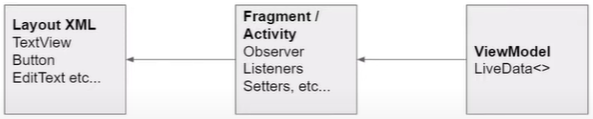 Layout XML
TextView
Button
EditText etc...
Fragment /
Activity
Observer
Listeners
Setters, etc...
ViewModel
LiveData<>